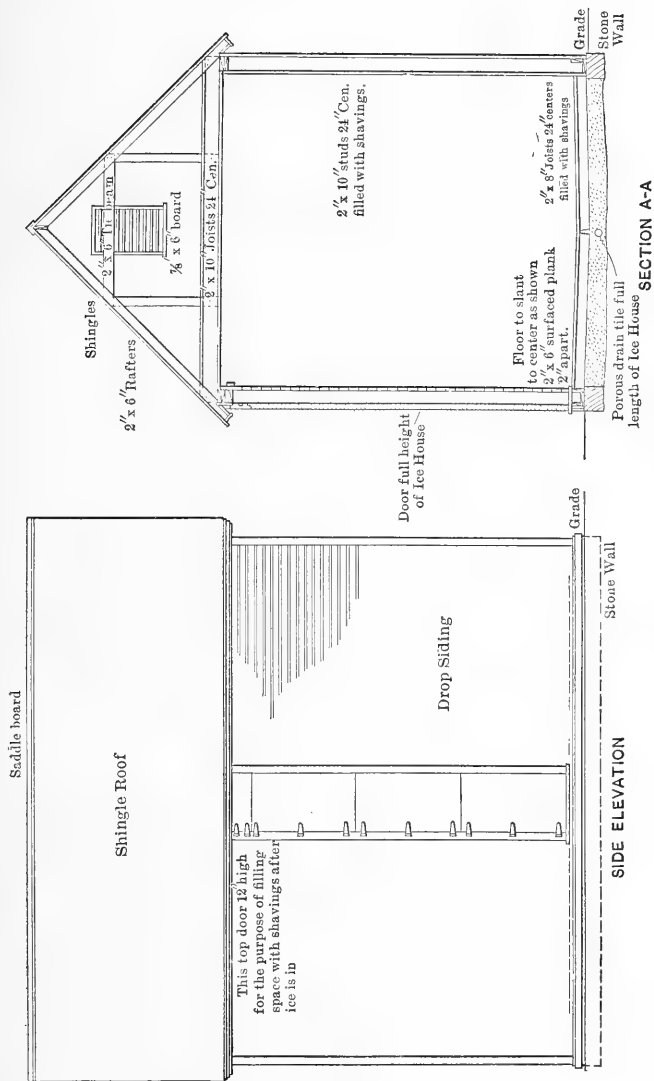 Saddle board
Shingle Roof
This top door 12" high
for the purpose of filling
space with shavings after
ice is in
Drop Siding
Grade
Stone Wall
SIDE ELEVATION
Shingles
2" x 6" Rafters
2" x 6" Tie beam
7/8" x 6" board
2" x 10" Joists 24" Cen.
2" x 10" studs 24" Cen.
filled with shavings.
Door full height
of Ice House
Floor to slant
to center as shown
2" x 6" surfaced plank
2" apart.
2" x 8" Joists 24" centers
filled with shavings
Grade
Stone
Wall
Porous drain tile full
length of Ice House
SECTION A-A